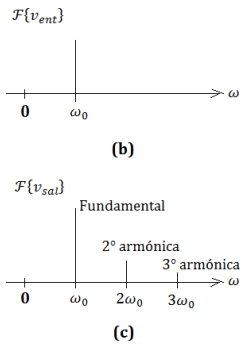 ℱ{v_ent}
ω
0
ω₀
(b)
ℱ{v_sal}
Fundamental
2° armónica
3° armónica
ω
0
ω₀
2ω₀
3ω₀
(c)